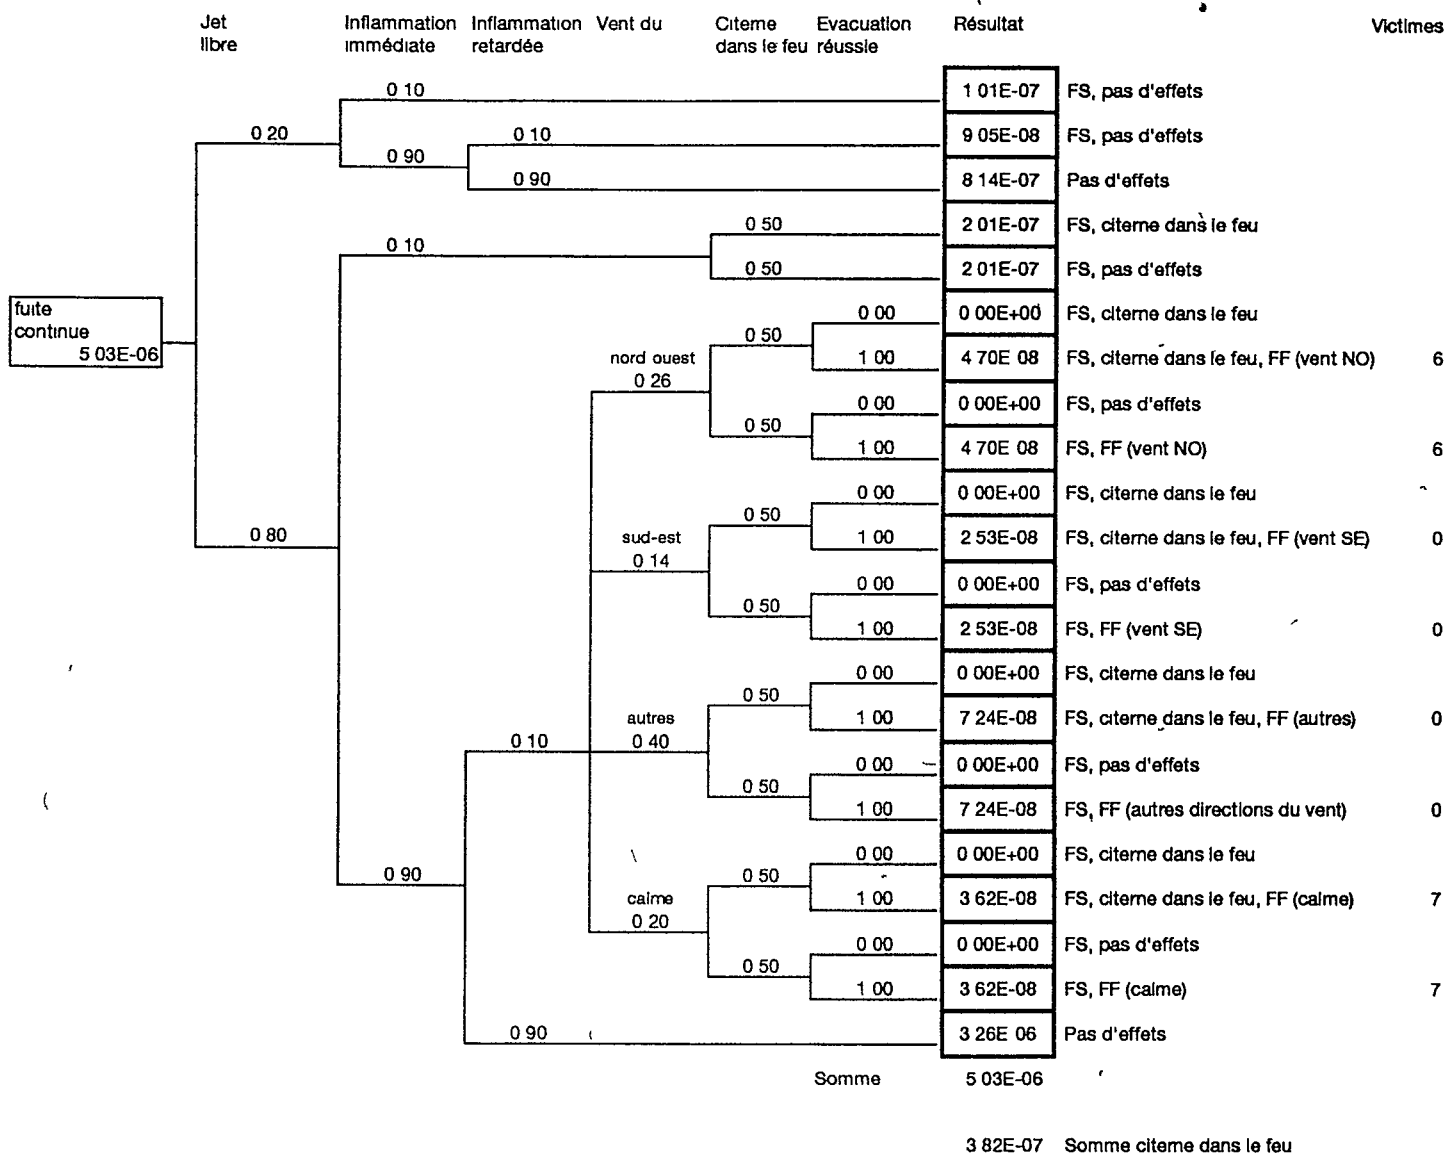 Jet libre
Inflammation immédiate
Inflammation retardée
Vent du
Citerne dans le feu
Evacuation réussie
Résultat
Victimes
0 10 1 01E-07 FS, pas d'effets
0 20 0 10 9 05E-08 FS, pas d'effets
0 90
0 90 8 14E-07 Pas d'effets
0 50 2 01E-07 FS, citerne dans le feu
0 10
0 50 2 01E-07 FS, pas d'effets
fuite
continue
5 03E-06
0 00 0 00E+00 FS, citerne dans le feu
0 50
nord ouest 1 00 4 70E 08 FS, citerne dans le feu, FF (vent NO) 6
0 26
0 00 0 00E+00 FS, pas d'effets
0 50
1 00 4 70E 08 FS, FF (vent NO) 6
0 00 0 00E+00 FS, citerne dans le feu
0 50
0 80 sud-est 1 00 2 53E-08 FS, citerne dans le feu, FF (vent SE) 0
0 14
0 00 0 00E+00 FS, pas d'effets
0 50
1 00 2 53E-08 FS, FF (vent SE) 0
0 00 0 00E+00 FS, citerne dans le feu
0 50
autres 1 00 7 24E-08 FS, citerne dans le feu, FF (autres) 0
0 10 0 40
0 00 0 00E+00 FS, pas d'effets
0 50
1 00 7 24E-08 FS, FF (autres directions du vent) 0
0 00 0 00E+00 FS, citerne dans le feu
0 90 0 50
calme 1 00 3 62E-08 FS, citerne dans le feu, FF (calme) 7
0 20
0 00 0 00E+00 FS, pas d'effets
0 50
1 00 3 62E-08 FS, FF (calme) 7
0 90 3 26E 06 Pas d'effets
Somme 5 03E-06
3 82E-07 Somme citerne dans le feu